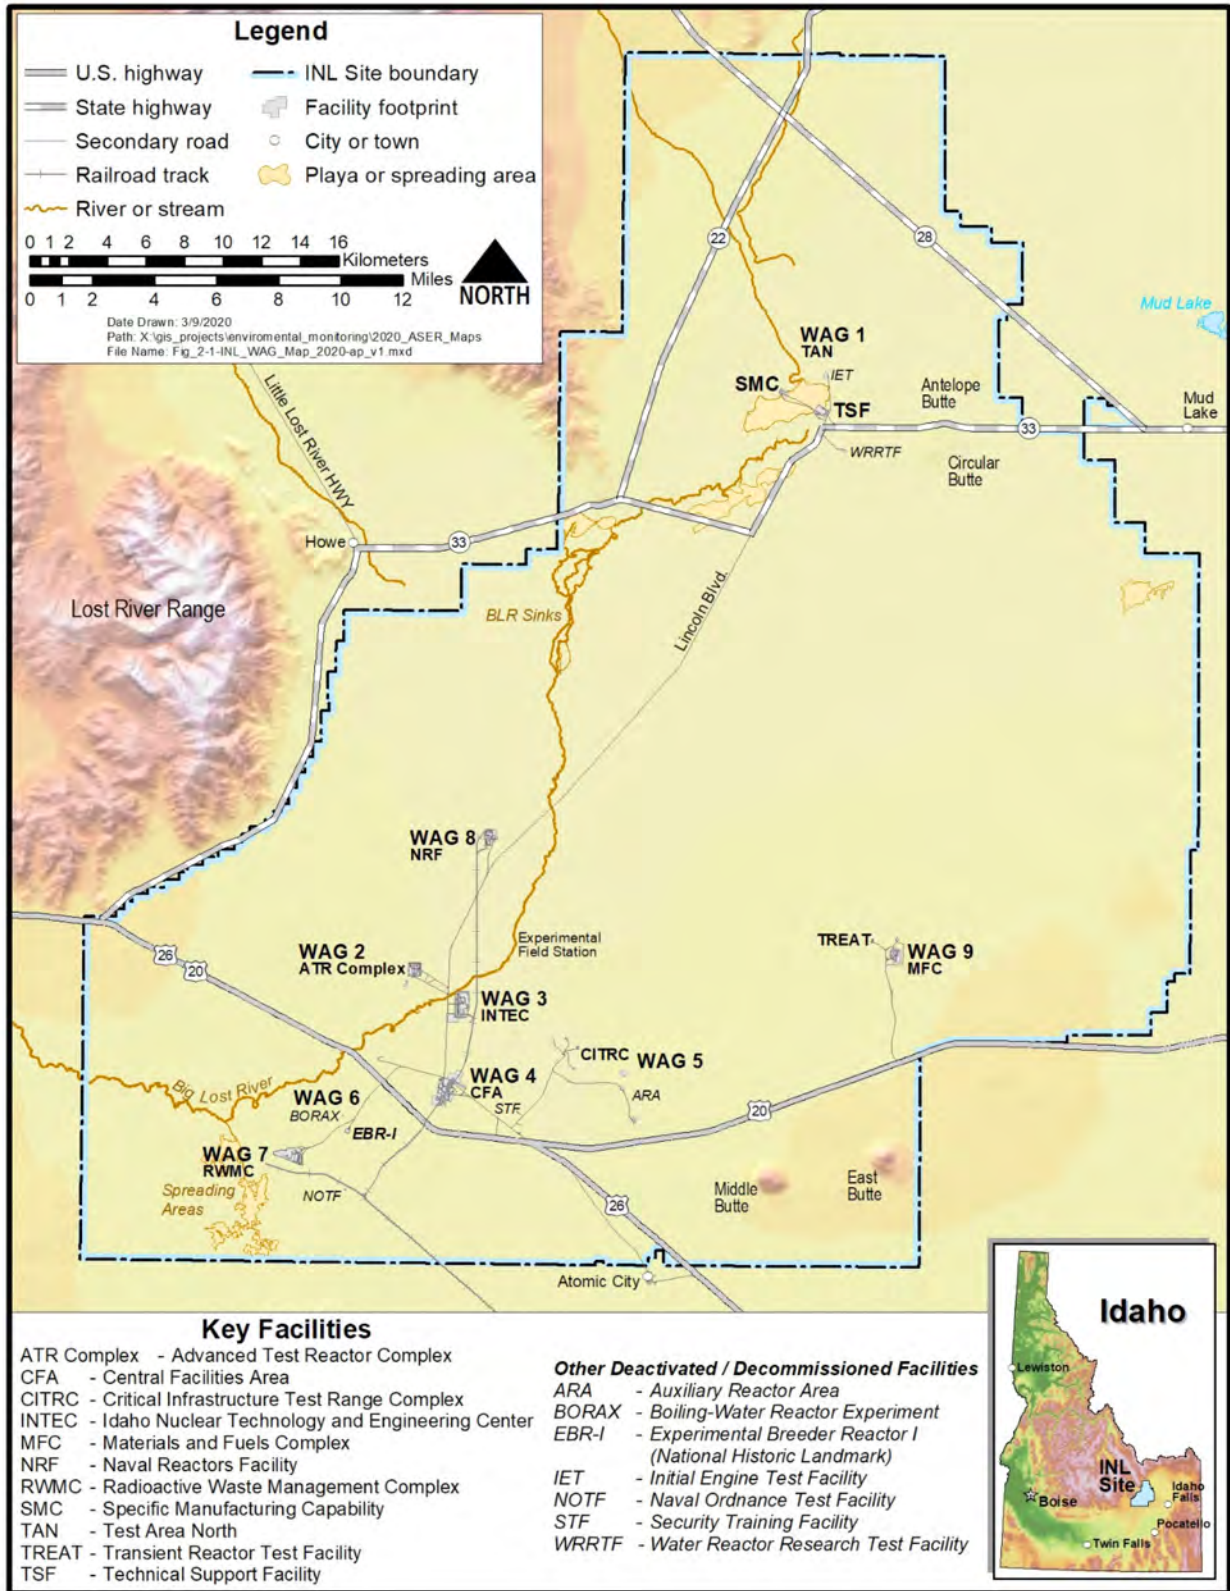 Legend
U.S. highway
State highway
Secondary road
Railroad track
River or stream
INL Site boundary
Facility footprint
City or town
Playa or spreading area
0 1 2 4 6 8 10 12 14 16
Kilometers
Miles
0 1 2 4 6 8 10 12
NORTH
Date Drawn: 3/9/2020
Path: X:\gis_projects\enviromental_monitoring\2020_ASER_Maps
File Name: Fig_2-1-INL_WAG_Map_2020-ap_v1.mxd
22
28
Mud Lake
WAG 1
TAN
IET
SMC
TSF
Antelope
Butte
Mud
Lake
33
WRRTF
Circular
Butte
Little Lost River HWY
Howe
33
Lost River Range
BLR Sinks
Lincoln Blvd.
WAG 8
NRF
Experimental
Field Station
26
20
WAG 2
ATR Complex
WAG 3
INTEC
TREAT
WAG 9
MFC
CITRC
WAG 5
WAG 4
CFA
ARA
STF
Big Lost River
WAG 6
BORAX
EBR-I
20
WAG 7
RWMC
Spreading
Areas
NOTF
Middle
Butte
East
Butte
26
Atomic City
Key Facilities
ATR Complex - Advanced Test Reactor Complex
CFA - Central Facilities Area
CITRC - Critical Infrastructure Test Range Complex
INTEC - Idaho Nuclear Technology and Engineering Center
MFC - Materials and Fuels Complex
NRF - Naval Reactors Facility
RWMC - Radioactive Waste Management Complex
SMC - Specific Manufacturing Capability
TAN - Test Area North
TREAT - Transient Reactor Test Facility
TSF - Technical Support Facility
Other Deactivated / Decommissioned Facilities
ARA - Auxiliary Reactor Area
BORAX - Boiling-Water Reactor Experiment
EBR-I - Experimental Breeder Reactor I
(National Historic Landmark)
IET - Initial Engine Test Facility
NOTF - Naval Ordnance Test Facility
STF - Security Training Facility
WRRTF - Water Reactor Research Test Facility
Idaho
Lewiston
INL
Site
Idaho
Falls
Boise
Pocatello
Twin Falls